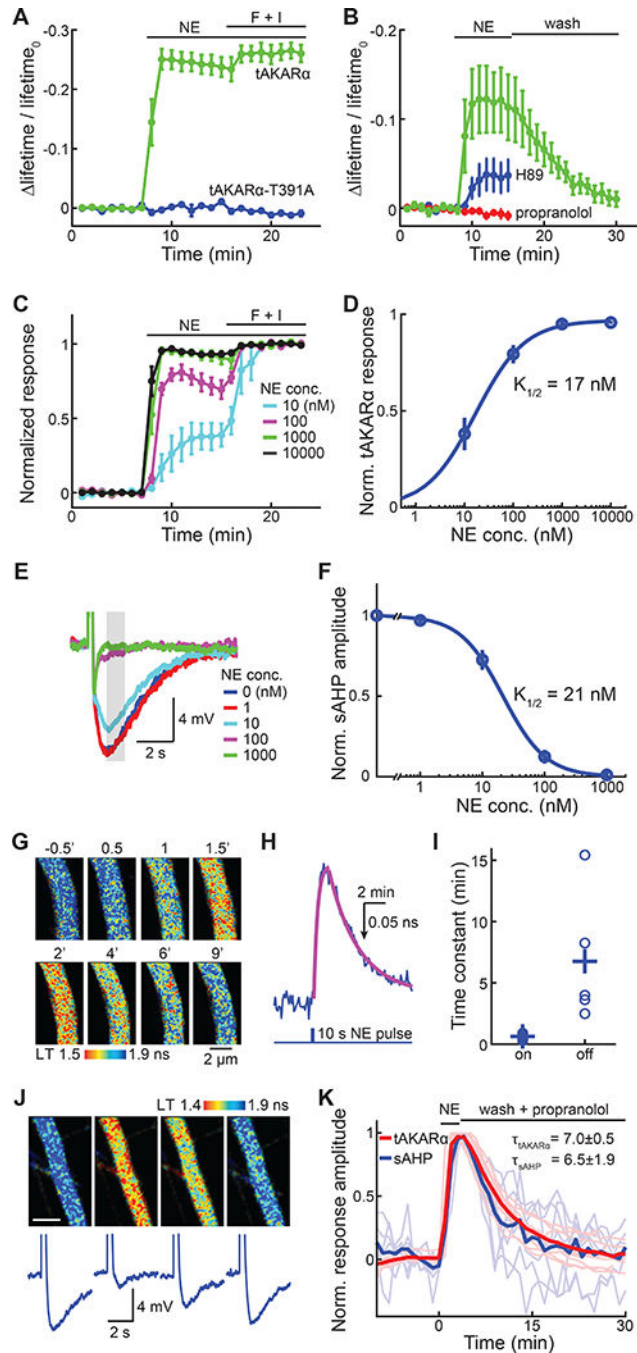 A
-0.3
-0.2
-0.1
0
Δlifetime / lifetime₀
NE
F + I
tAKARα
tAKARα-T391A
10
20
Time (min)
B
-0.2
-0.1
0
Δlifetime / lifetime₀
NE
wash
H89
propranolol
10
20
30
Time (min)
C
1
0.5
0
Normalized response
NE
F + I
NE conc.
10 (nM)
100
1000
10000
10
20
Time (min)
D
1
0.5
0
Norm. tAKARα response
K1/2 = 17 nM
1
10
100
1000
10000
NE conc. (nM)
E
NE conc.
0 (nM)
1
10
100
1000
4 mV
2 s
F
1
0.5
0
Norm. sAHP amplitude
K1/2 = 21 nM
1
10
100
1000
NE conc. (nM)
G
-0.5' 0.5 1 1.5'
2' 4' 6' 9'
LT 1.5 1.9 ns
2 μm
H
2 min
0.05 ns
10 s NE pulse
I
15
10
5
0
Time constant (min)
on
off
J
LT 1.4 1.9 ns
4 mV
2 s
K
NE
wash + propranolol
tAKARα
sAHP
τtAKARα = 7.0±0.5
τsAHP = 6.5±1.9
1
0.5
0
Norm. response amplitude
0
15
30
Time (min)